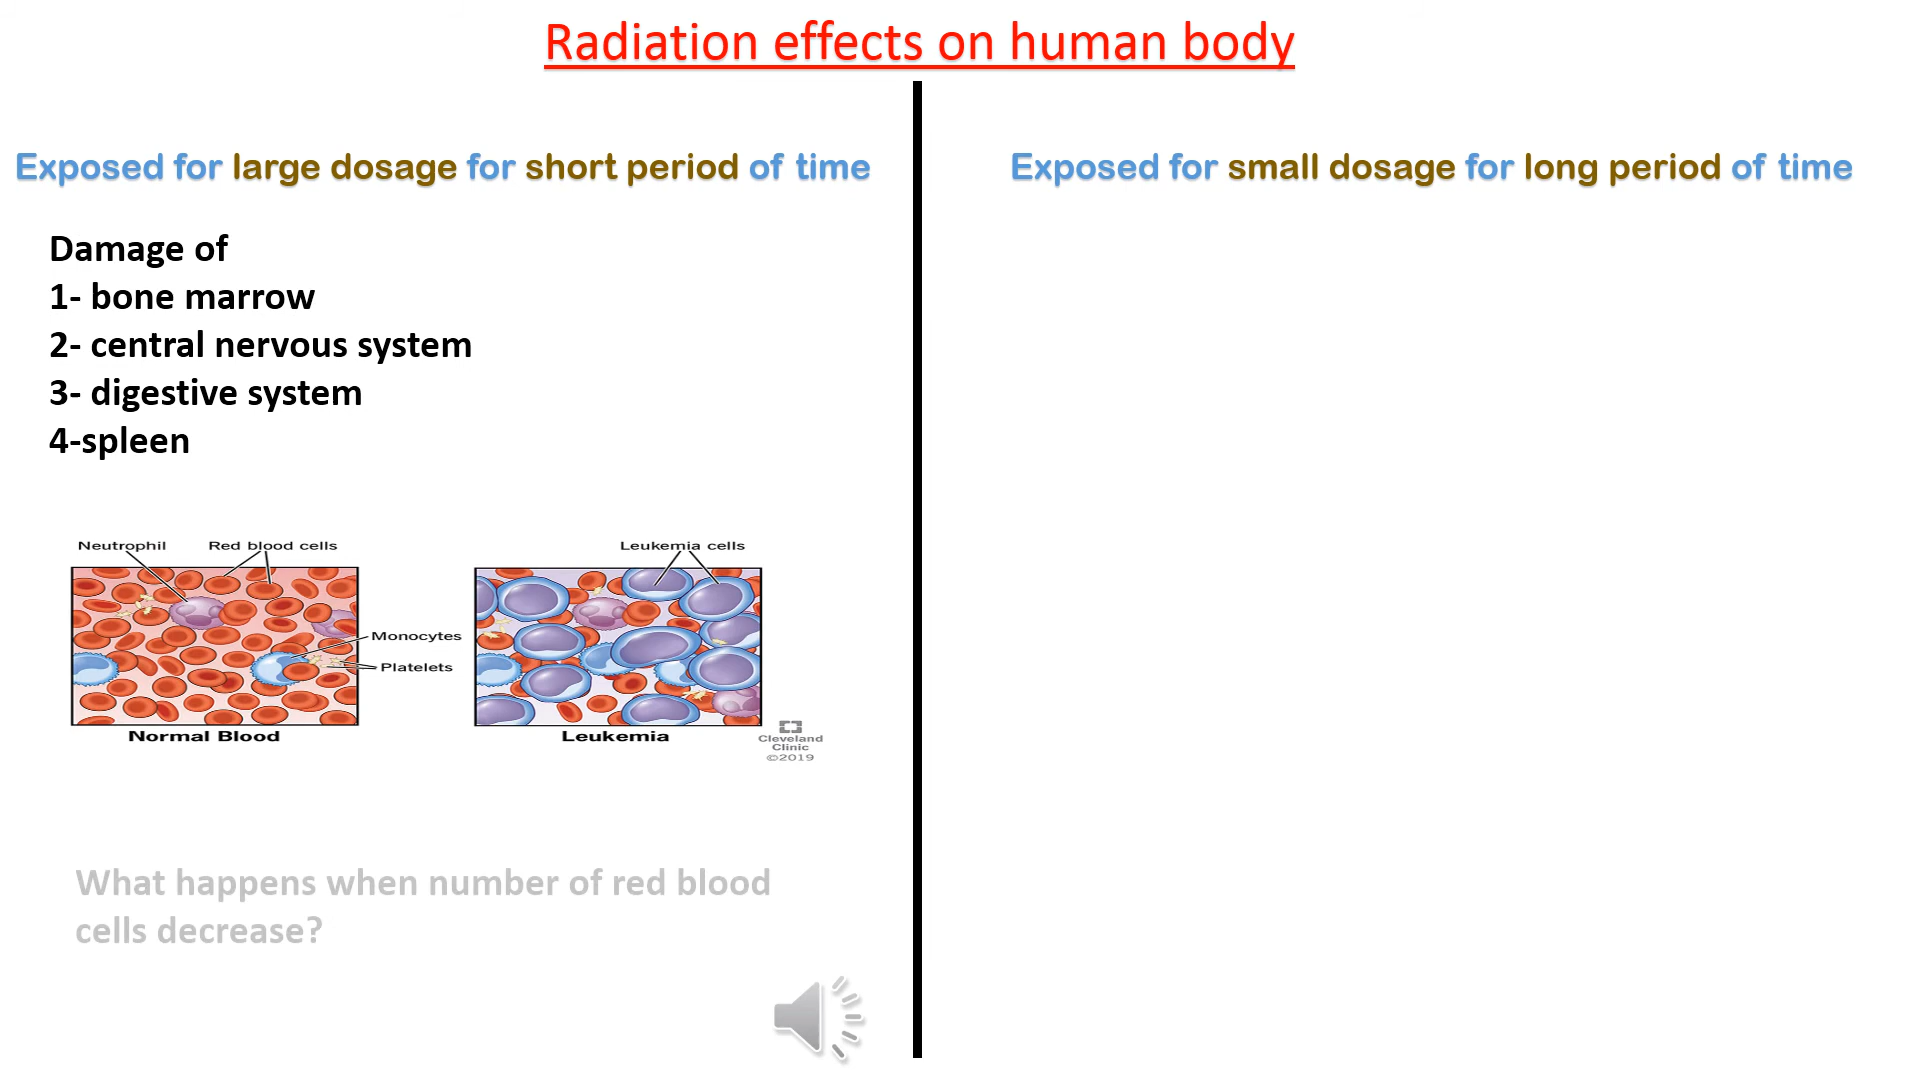 Radiation effects on human body
Exposed for large dosage for short period of time
Damage of
1- bone marrow
2- central nervous system
3- digestive system
4-spleen
Neutrophil
Red blood cells
Monocytes
Platelets
Normal Blood
Leukemia cells
Leukemia
Cleveland
Clinic
©2019
What happens when number of red blood
cells decrease?
Exposed for small dosage for long period of time